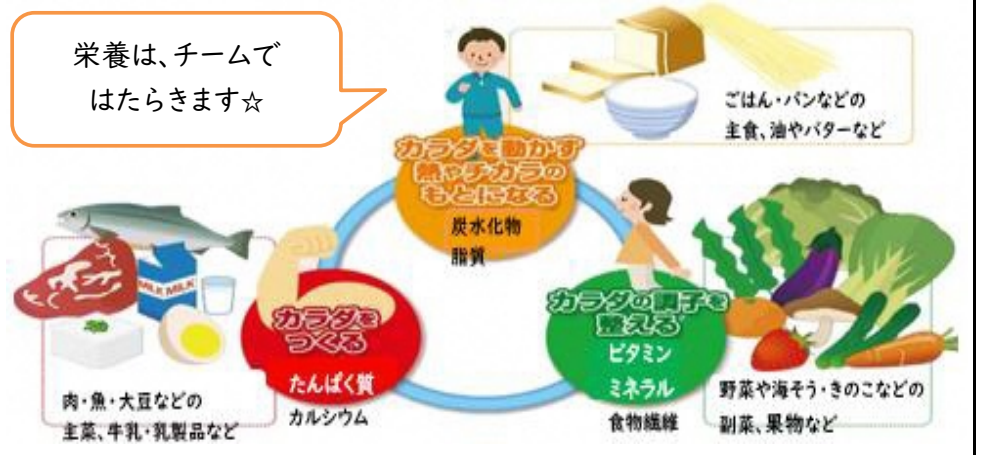 栄養は、チームで
はたらきます☆
ごはん・パンなどの
主食、油やバターなど
カラダを動かす
熱やチカラの
もとになる
炭水化物
脂質
MILK MILK
カラダを
つくる
たんぱく質
カルシウム
肉・魚・大豆などの
主菜、牛乳・乳製品など
カラダの調子を
整える
ビタミン
ミネラル
食物繊維
野菜や海そう・きのこなどの
副菜、果物など